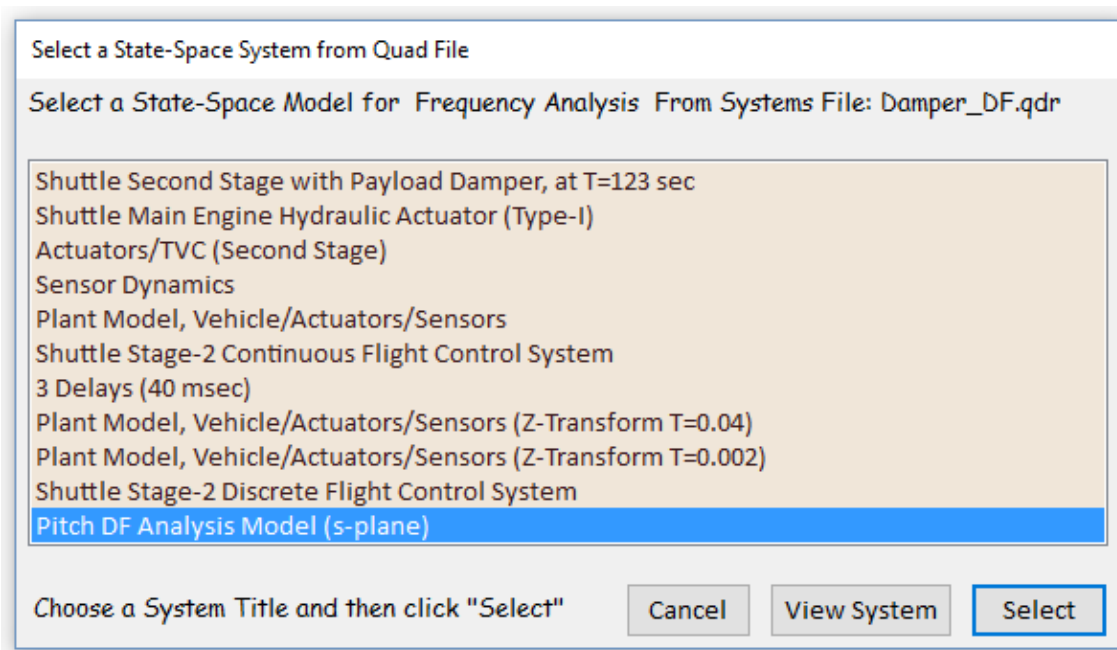 Select a State-Space System from Quad File
Select a State-Space Model for Frequency Analysis From Systems File: Damper_DF.qdr
Shuttle Second Stage with Payload Damper, at T=123 sec
Shuttle Main Engine Hydraulic Actuator (Type-I)
Actuators/TVC (Second Stage)
Sensor Dynamics
Plant Model, Vehicle/Actuators/Sensors
Shuttle Stage-2 Continuous Flight Control System
3 Delays (40 msec)
Plant Model, Vehicle/Actuators/Sensors (Z-Transform T=0.04)
Plant Model, Vehicle/Actuators/Sensors (Z-Transform T=0.002)
Shuttle Stage-2 Discrete Flight Control System
Pitch DF Analysis Model (s-plane)
Choose a System Title and then click "Select" Cancel View System Select